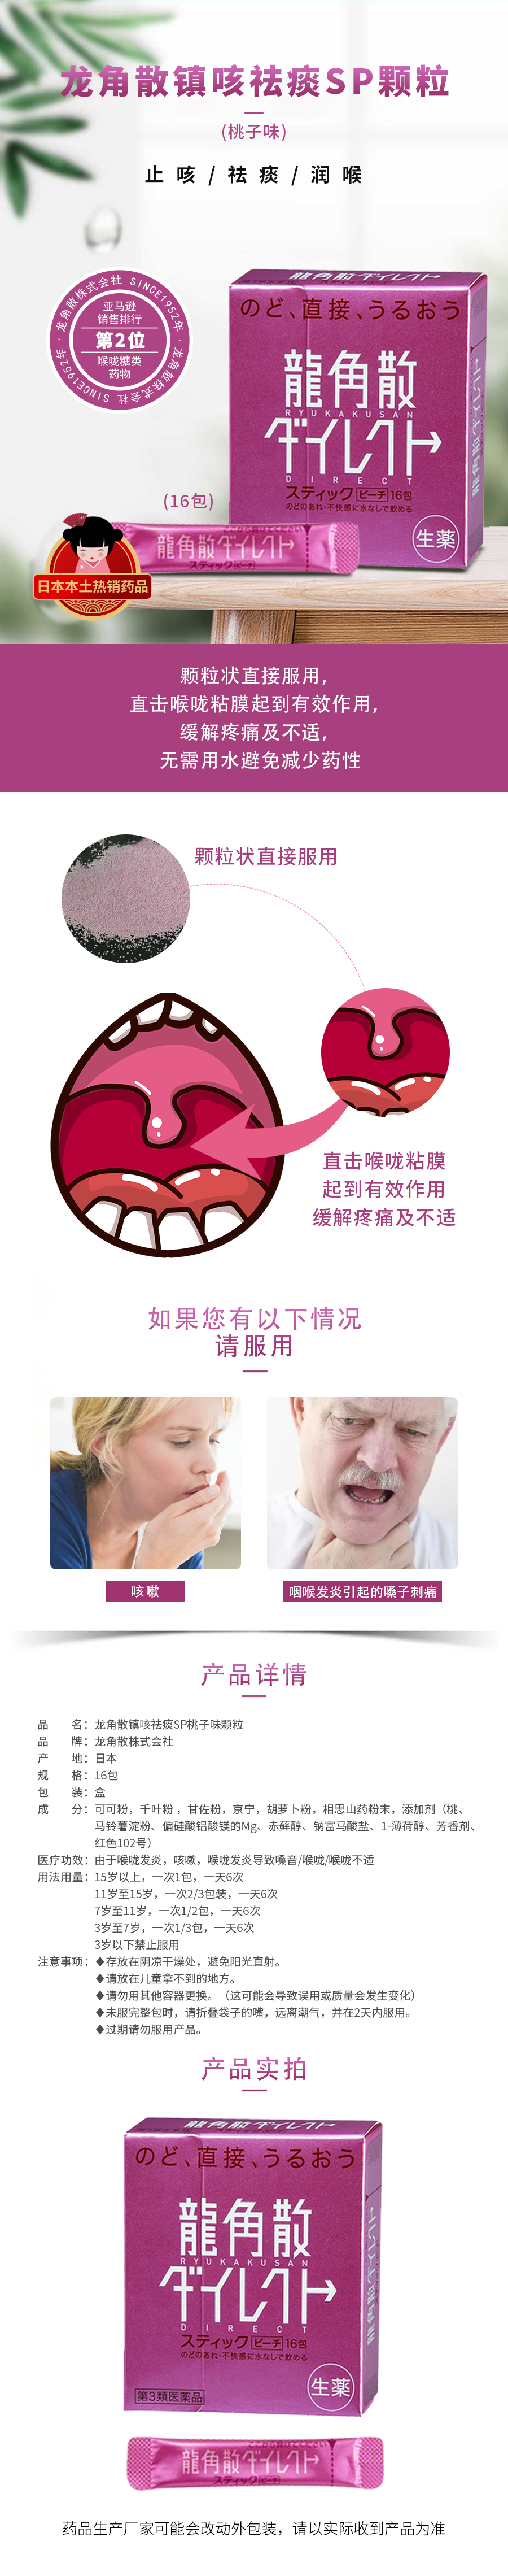 龙角散镇咳祛痰SP颗粒
(桃子味)
止咳/祛痰/润喉
龙角散株式会社 SINCE1952年·龙角散株式会社 SINCE1952年·
亚马逊
销售排行
第2位
喉咙糖类
药物
龍角散ダイレクト
のど、直接、うるおう
龍角散
RYUKAKUSAN
ダイレクト
DIRECT
スティック ピーチ 16包
のどのあれ・不快感に水なしで飲める
生薬
龍角散ダイレクト
(16包)
龍角散ダイレクト
スティック ピーチ
日本本土热销药品
颗粒状直接服用,
直击喉咙粘膜起到有效作用,
缓解疼痛及不适,
无需用水避免减少药性
颗粒状直接服用
直击喉咙粘膜
起到有效作用
缓解疼痛及不适
如果您有以下情况
请服用
咳嗽
咽喉发炎引起的嗓子刺痛
产品详情
品 名：龙角散镇咳祛痰SP桃子味颗粒
品 牌：龙角散株式会社
产 地：日本
规 格：16包
包 装：盒
成 分：可可粉，千叶粉 ，甘佐粉，京宁，胡萝卜粉，相思山药粉末，添加剂（桃、
马铃薯淀粉、偏硅酸铝酸镁的Mg、赤藓醇、钠富马酸盐、1-薄荷醇、芳香剂、
红色102号）
医疗功效：由于喉咙发炎，咳嗽，喉咙发炎导致嗓音/喉咙/喉咙不适
用法用量：15岁以上，一次1包，一天6次
11岁至15岁，一次2/3包装，一天6次
7岁至11岁，一次1/2包，一天6次
3岁至7岁，一次1/3包，一天6次
3岁以下禁止服用
注意事项：♦存放在阴凉干燥处，避免阳光直射。
♦请放在儿童拿不到的地方。
♦请勿用其他容器更换。（这可能会导致误用或质量会发生变化）
♦未服完整包时，请折叠袋子的嘴，远离潮气，并在2天内服用。
♦过期请勿服用产品。
产品实拍
龍角散ダイレクト
のど、直接、うるおう
龍角散
RYUKAKUSAN
ダイレクト
DIRECT
スティック ピーチ 16包
のどのあれ・不快感に水なしで飲める
第3類医薬品
生薬
龍角散ダイレクト
龍角散ダイレクト
スティック ピーチ
药品生产厂家可能会改动外包装，请以实际收到产品为准